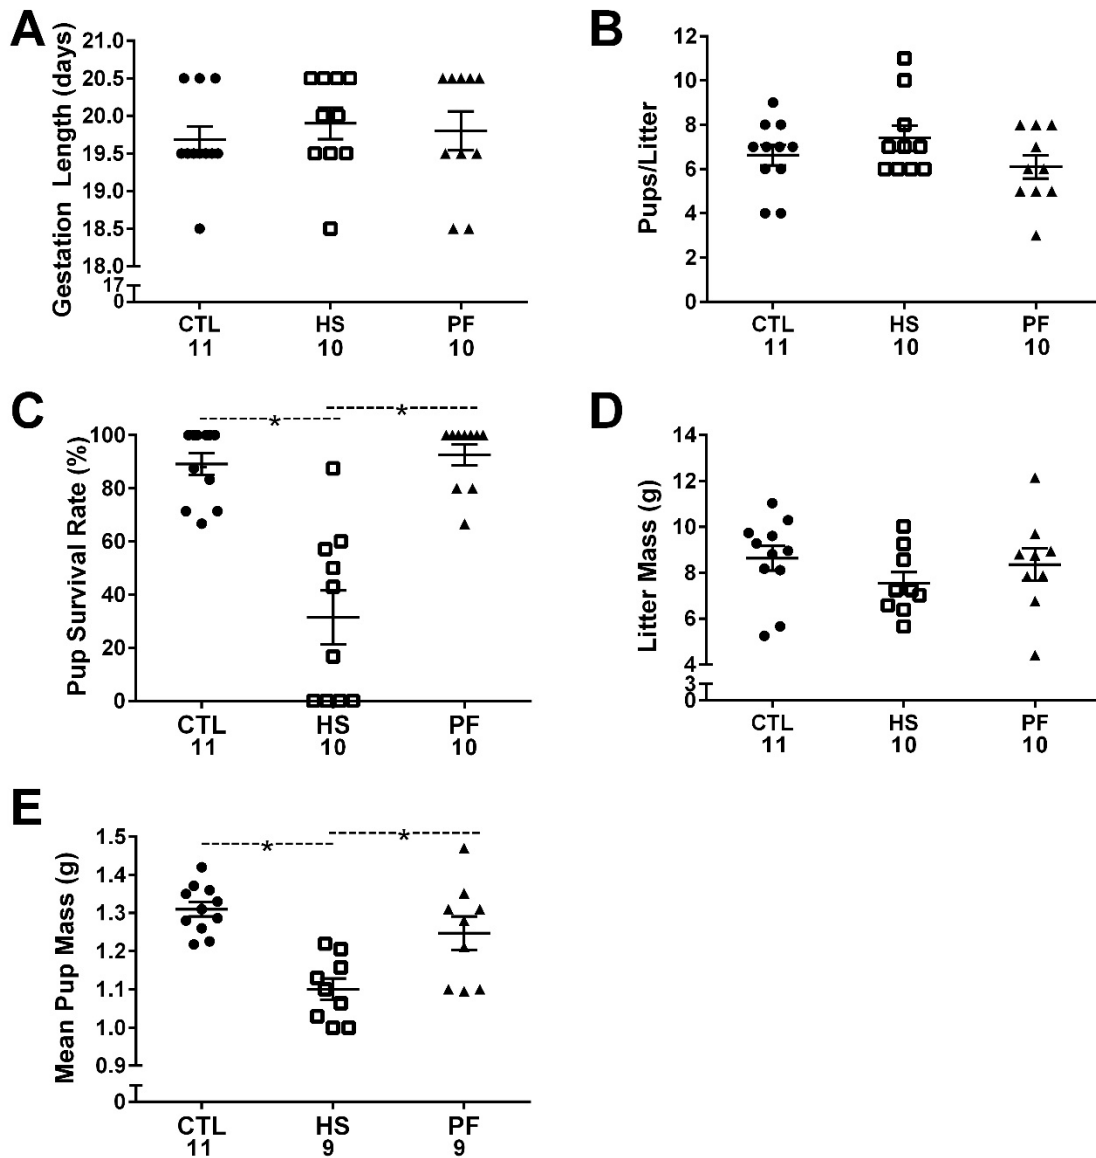 A
Gestation Length (days)
21.0
20.5
20.0
19.5
19.0
18.5
18.0
17
0
CTL HS PF
11 10 10
B
Pups/Litter
12
10
8
6
4
2
0
CTL HS PF
11 10 10
C
Pup Survival Rate (%)
* *
100
80
60
40
20
0
CTL HS PF
11 10 10
D
Litter Mass (g)
14
12
10
8
6
4
3
0
CTL HS PF
11 10 10
E
Mean Pup Mass (g)
* *
1.5
1.4
1.3
1.2
1.1
1.0
0.9
0
CTL HS PF
11 9 9